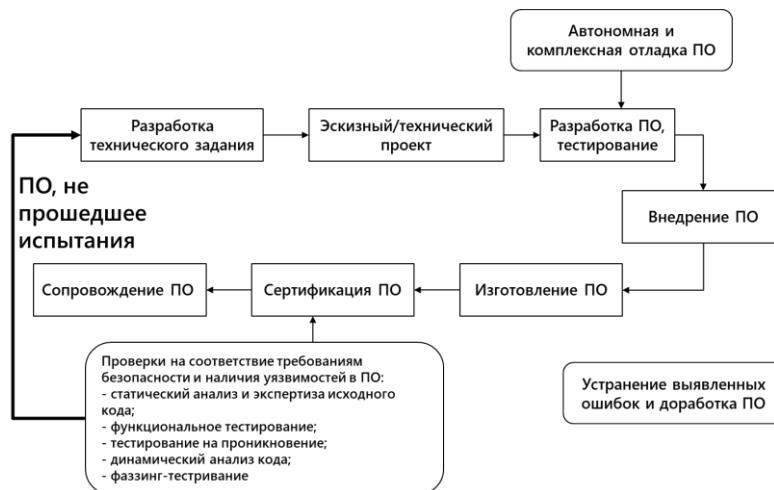 Автономная и
комплексная отладка ПО
Разработка
технического задания
Эскизный/технический
проект
Разработка ПО,
тестирование
ПО, не
прошедшее
испытания
Внедрение ПО
Сопровождение ПО
Сертификация ПО
Изготовление ПО
Проверки на соответствие требованиям
безопасности и наличия уязвимостей в ПО:
- статический анализ и экспертиза исходного
кода;
- функциональное тестирование;
- тестирование на проникновение;
- динамический анализ кода;
- фаззинг-тестривание
Устранение выявленных
ошибок и доработка ПО